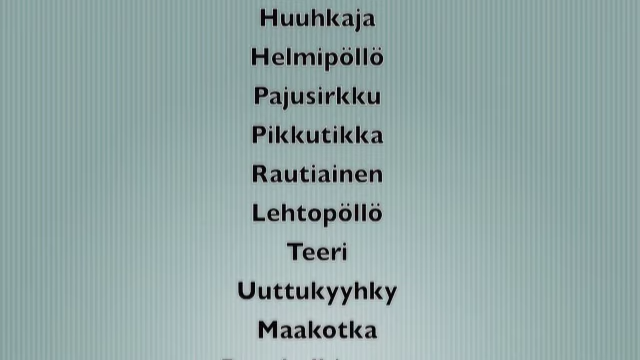 Huuhkaja
Helmipöllö
Pajusirkku
Pikkutikka
Rautiainen
Lehtopöllö
Teeri
Uuttukyyhky
Maakotka